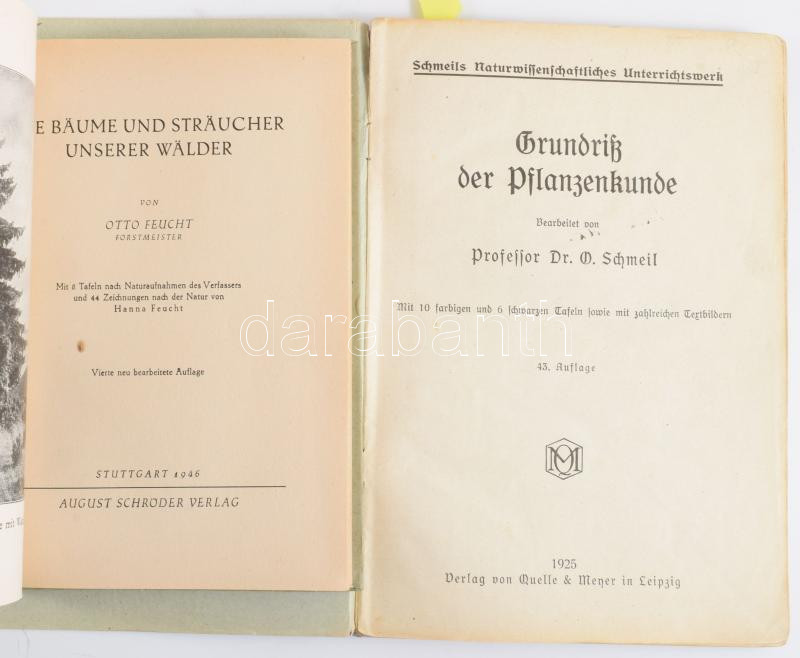 E BÄUME UND STRÄUCHER
UNSERER WÄLDER
VON
OTTO FEUCHT
FORSTMEISTER
Mit 8 Tafeln nach Naturaufnahmen des Verfassers
und 44 Zeichnungen nach der Natur von
Hanna Feucht
Vierte neu bearbeitete Auflage
STUTTGART 1946
AUGUST SCHRÖDER VERLAG
e mit
Schmeils Naturwissenschaftliches Unterrichtswerk
Grundriß
der Pflanzenkunde
Bearbeitet von
Professor Dr. O. Schmeil
Mit 10 farbigen und 6 schwarzen Tafeln sowie mit zahlreichen Textbildern
43. Auflage
QM
1925
Verlag von Quelle & Meyer in Leipzig
darabanth